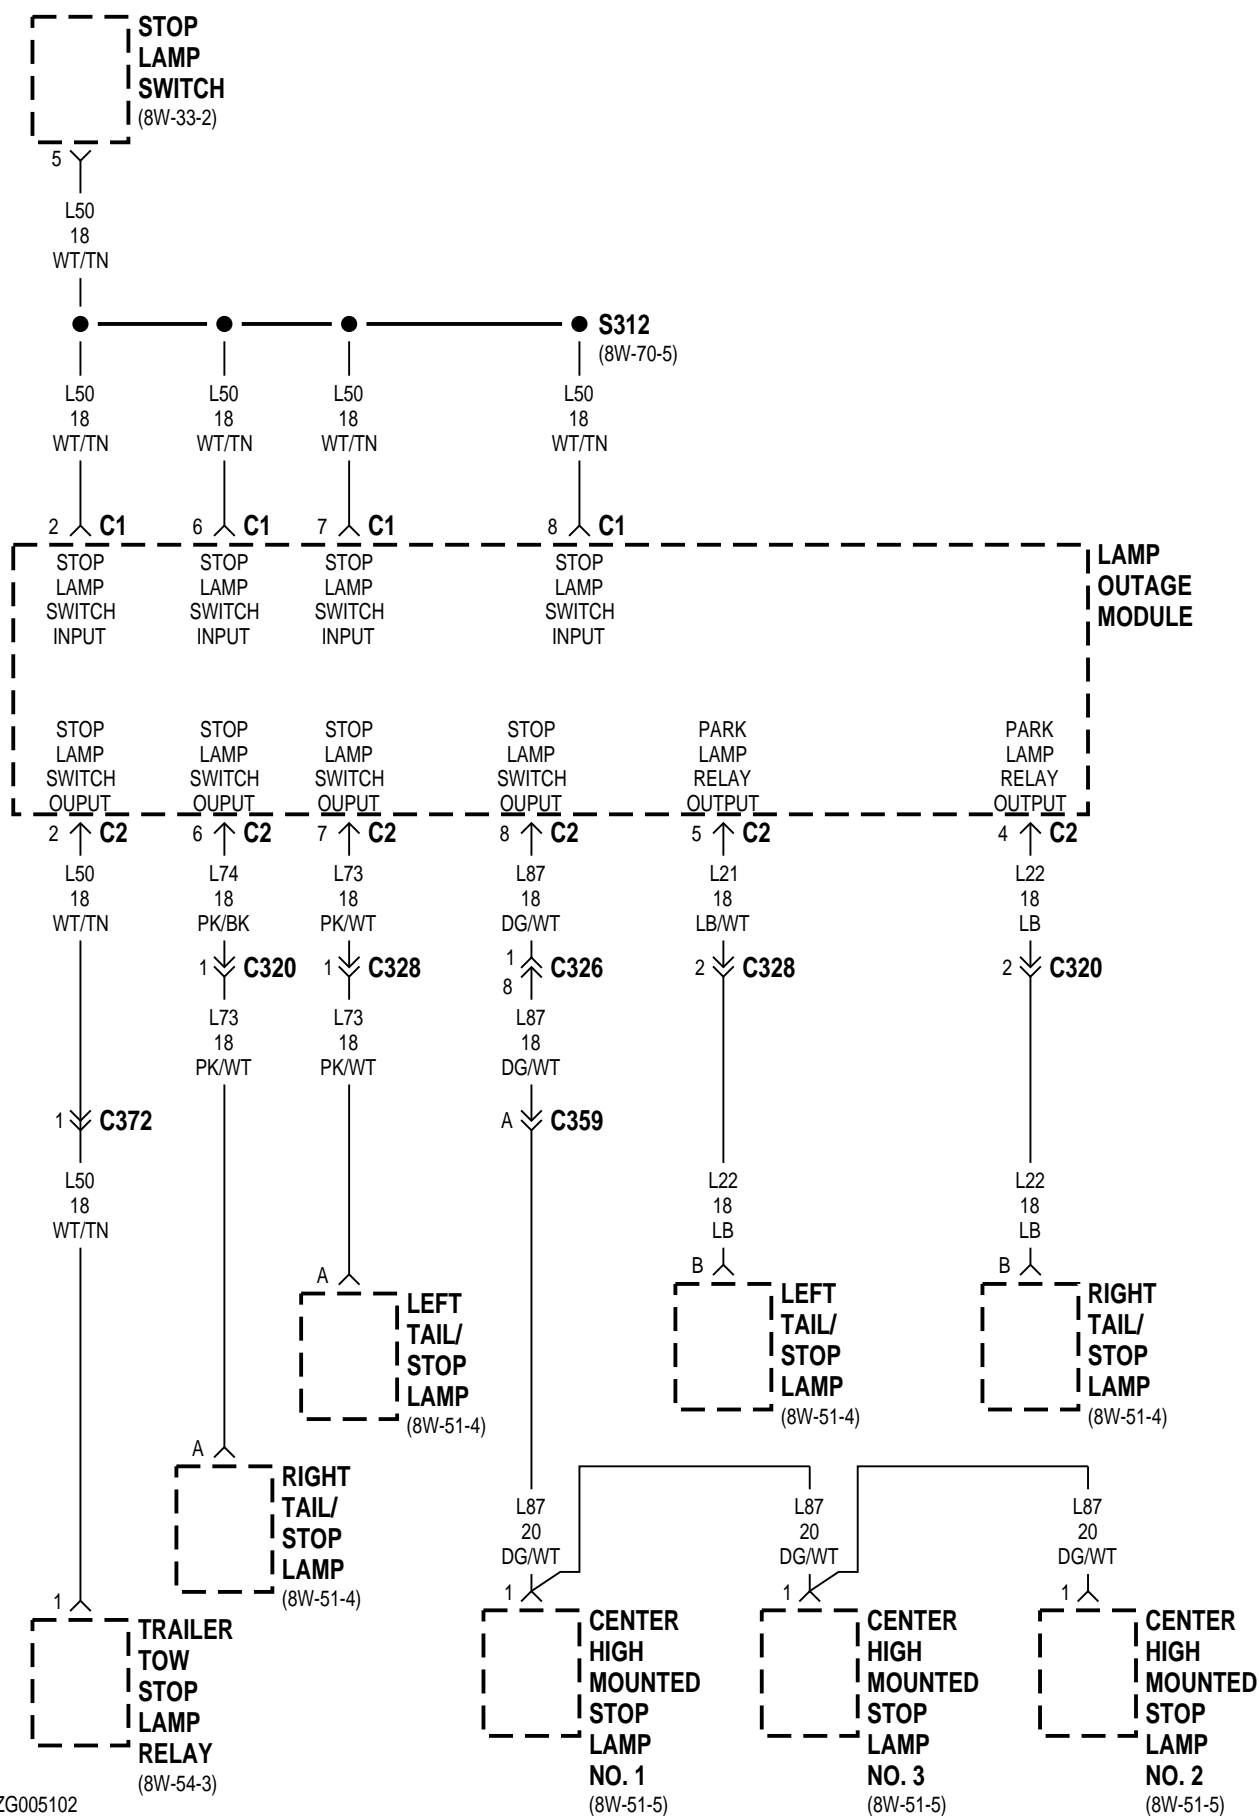 STOP
LAMP
SWITCH
(8W-33-2)
5
L50
18
WT/TN
S312
(8W-70-5)
L50
18
WT/TN
L50
18
WT/TN
L50
18
WT/TN
L50
18
WT/TN
2 C1
6 C1
7 C1
8 C1
LAMP
OUTAGE
MODULE
STOP
LAMP
SWITCH
INPUT
STOP
LAMP
SWITCH
INPUT
STOP
LAMP
SWITCH
INPUT
STOP
LAMP
SWITCH
INPUT
STOP
LAMP
SWITCH
OUPUT
STOP
LAMP
SWITCH
OUPUT
STOP
LAMP
SWITCH
OUPUT
STOP
LAMP
SWITCH
OUPUT
PARK
LAMP
RELAY
OUTPUT
PARK
LAMP
RELAY
OUTPUT
2 C2
6 C2
7 C2
8 C2
5 C2
4 C2
L50
18
WT/TN
L74
18
PK/BK
L73
18
PK/WT
L87
18
DG/WT
L21
18
LB/WT
L22
18
LB
1 C320
1 C328
1 C326
8
2 C328
2 C320
L73
18
PK/WT
L73
18
PK/WT
L87
18
DG/WT
1 C372
A C359
L50
18
WT/TN
L22
18
LB
L22
18
LB
A
LEFT
TAIL/
STOP
LAMP
(8W-51-4)
B
LEFT
TAIL/
STOP
LAMP
(8W-51-4)
B
RIGHT
TAIL/
STOP
LAMP
(8W-51-4)
A
RIGHT
TAIL/
STOP
LAMP
(8W-51-4)
L87
20
DG/WT
L87
20
DG/WT
L87
20
DG/WT
1
TRAILER
TOW
STOP
LAMP
RELAY
(8W-54-3)
1
CENTER
HIGH
MOUNTED
STOP
LAMP
NO. 1
(8W-51-5)
1
CENTER
HIGH
MOUNTED
STOP
LAMP
NO. 3
(8W-51-5)
1
CENTER
HIGH
MOUNTED
STOP
LAMP
NO. 2
(8W-51-5)
ZG005102